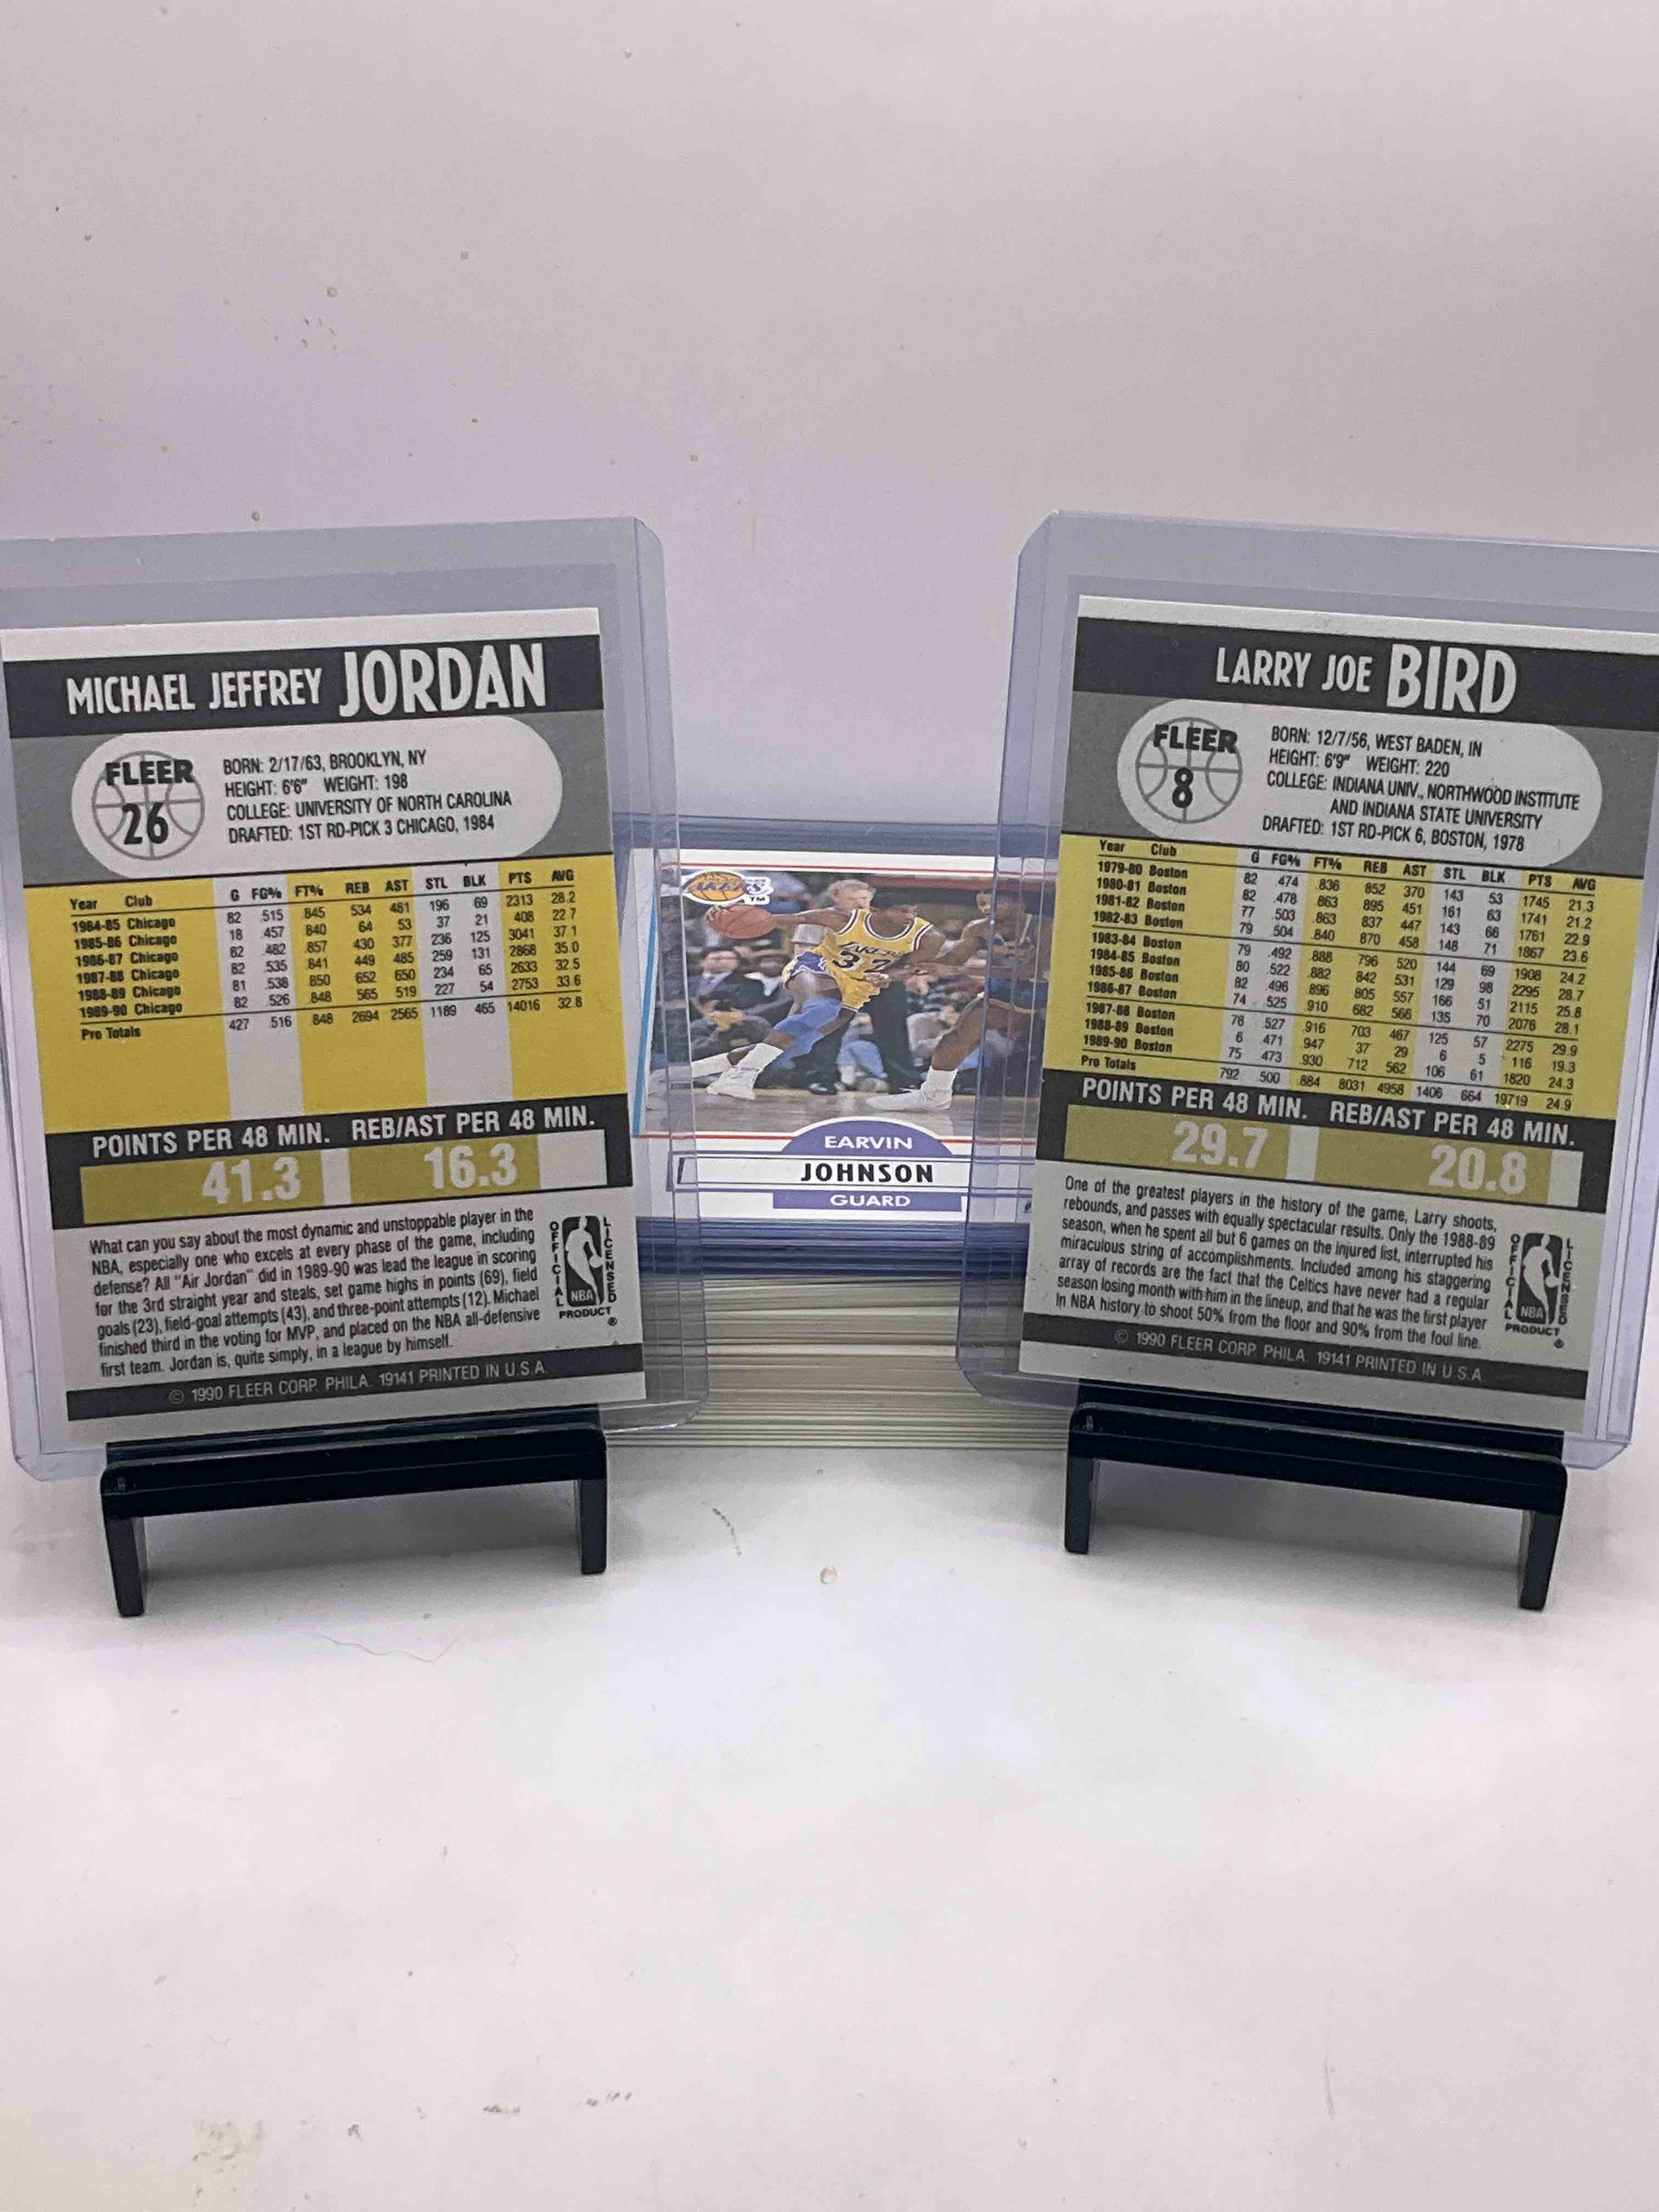 MICHAEL JEFFREY JORDAN
FLEER
26
BORN: 2/17/63, BROOKLYN, NY
HEIGHT: 6'6" WEIGHT: 198
COLLEGE: UNIVERSITY OF NORTH CAROLINA
DRAFTED: 1ST RD-PICK 3 CHICAGO, 1984
Year Club G FG% FT% REB AST STL BLK PTS AVG
1984-85 Chicago 82 .515 .845 534 481 196 69 2313 28.2
1985-86 Chicago 18 .457 .840 64 53 37 21 408 22.7
1986-87 Chicago 82 .482 .857 430 377 236 125 3041 37.1
1987-88 Chicago 82 .535 .841 449 485 259 131 2868 35.0
1988-89 Chicago 81 .538 .850 652 650 234 65 2633 32.5
1989-90 Chicago 82 .526 .848 565 519 227 54 2753 33.6
Pro Totals 427 .516 .848 2694 2565 1189 465 14016 32.8
POINTS PER 48 MIN. REB/AST PER 48 MIN.
41.3 16.3
What can you say about the most dynamic and unstoppable player in the
NBA, especially one who excels at every phase of the game, including
defense? All "Air Jordan" did in 1989-90 was lead the league in scoring
for the 3rd straight year and steals, set game highs in points (69), field
goals (23), field-goal attempts (43), and three-point attempts (12). Michael
finished third in the voting for MVP, and placed on the NBA all-defensive
first team. Jordan is, quite simply, in a league by himself.
OFFICIAL LICENSED
NBA
PRODUCT
®
© 1990 FLEER CORP. PHILA. 19141 PRINTED IN U.S.A.
LAKERS
TM
LAKERS
32
EARVIN
JOHNSON
GUARD
LARRY JOE BIRD
FLEER
8
BORN: 12/7/56, WEST BADEN, IN
HEIGHT: 6'9" WEIGHT: 220
COLLEGE: INDIANA UNIV., NORTHWOOD INSTITUTE
AND INDIANA STATE UNIVERSITY
DRAFTED: 1ST RD-PICK 6, BOSTON, 1978
Year Club G FG% FT% REB AST STL BLK PTS AVG
1979-80 Boston 82 .474 .836 852 370 143 53 1745 21.3
1980-81 Boston 82 .478 .863 895 451 161 63 1741 21.2
1981-82 Boston 77 .503 .863 837 447 143 66 1761 22.9
1982-83 Boston 79 .504 .840 870 458 148 71 1867 23.6
1983-84 Boston 79 .492 .888 796 520 144 69 1908 24.2
1984-85 Boston 80 .522 .882 842 531 129 98 2295 28.7
1985-86 Boston 82 .496 .896 805 557 166 51 2115 25.8
1986-87 Boston 74 .525 .910 682 566 135 70 2076 28.1
1987-88 Boston 76 .527 .916 703 467 125 57 2275 29.9
1988-89 Boston 6 .471 .947 37 29 6 5 116 19.3
1989-90 Boston 75 .473 .930 712 562 106 61 1820 24.3
Pro Totals 792 .500 .884 8031 4958 1406 664 19719 24.9
POINTS PER 48 MIN. REB/AST PER 48 MIN.
29.7 20.8
One of the greatest players in the history of the game, Larry shoots,
rebounds, and passes with equally spectacular results. Only the 1988-89
season, when he spent all but 6 games on the injured list, interrupted his
miraculous string of accomplishments. Included among his staggering
array of records are the fact that the Celtics have never had a regular
season losing month with him in the lineup, and that he was the first player
in NBA history to shoot 50% from the floor and 90% from the foul line.
OFFICIAL LICENSED
NBA
PRODUCT
®
© 1990 FLEER CORP. PHILA. 19141 PRINTED IN U.S.A.